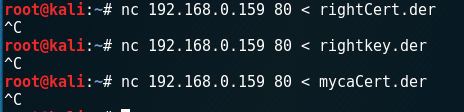 root@kali:~# nc 192.168.0.159 80 < rightCert.der
^C
root@kali:~# nc 192.168.0.159 80 < rightkey.der
^C
root@kali:~# nc 192.168.0.159 80 < mycaCert.der
^C
root@kali:~#